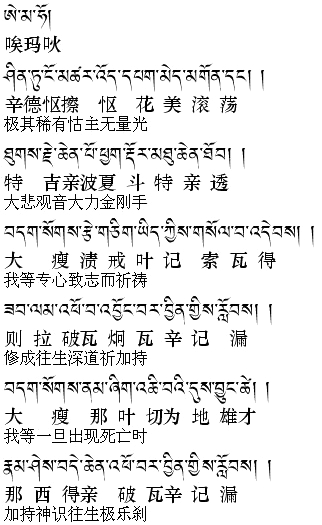 ཨེ་མ་ཧོ།
唉玛吙
ཤིན་ཏུ་ངོ་མཚར་འོད་དཔག་མེད་མགོན་དང་། །
辛德怄擦 怄 花 美 滚 荡
极其稀有怙主无量光
ཐུགས་རྗེ་ཆེན་པོ་ཕྱག་རྡོར་མཐུ་ཆེན་ཐོབ། །
特 吉亲波夏 斗 特 亲 透
大悲观音大力金刚手
བདག་སོགས་རྩེ་གཅིག་ཡིད་ཀྱིས་གསོལ་བ་འདེབས། །
大 瘦 渍 戒 叶 记 索 瓦 得
我等专心致志而祈祷
ཟབ་ལམ་འཕོ་བ་འབྱོང་བར་བྱིན་གྱིས་རློབས། །
则 拉 破瓦 炯 瓦 辛 记 漏
修成往生深道祈加持
བདག་སོགས་ནམ་ཞིག་འཆི་བའི་དུས་བྱུང་ཚེ། །
大 瘦 那 叶 切为 地 雄才
我等一旦出现死亡时
རྣམ་ཤེས་བདེ་ཆེན་འཕོ་བར་བྱིན་གྱིས་རློབས། །
那 西 得亲 破 瓦辛 记 漏
加持神识往生极乐刹